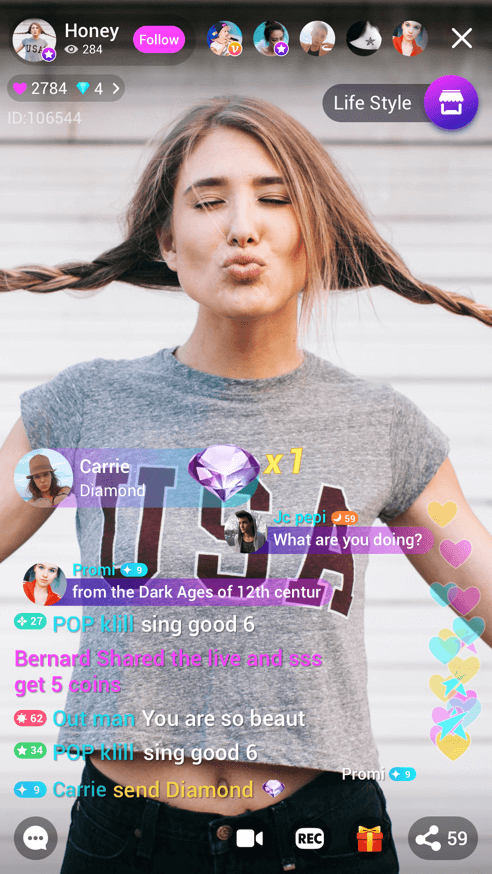 Honey
284
Follow
2784 4
ID:106544
Life Style
USA
Carrie
Diamond
x1
Jc pepi 59
What are you doing?
Promi 9
from the Dark Ages of 12th centur
27 POP klill sing good 6
Bernard Shared the live and sss
get 5 coins
62 Out man You are so beaut
34 POP klill sing good 6
Promi 9
9 Carrie send Diamond
REC
59